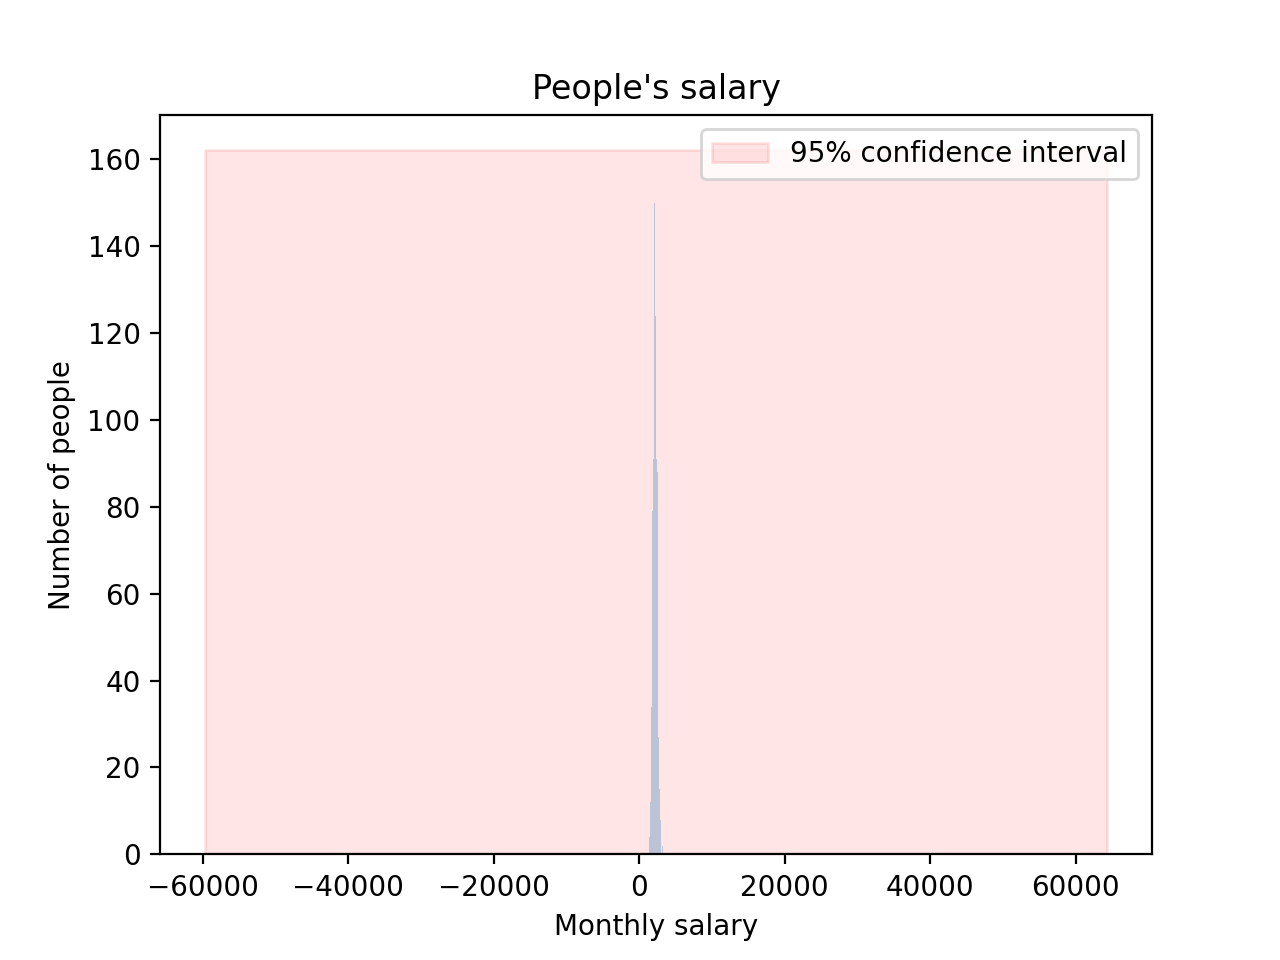 People's salary
95% confidence interval
Number of people
160
140
120
100
80
60
40
20
0
−60000 −40000 −20000 0 20000 40000 60000
Monthly salary